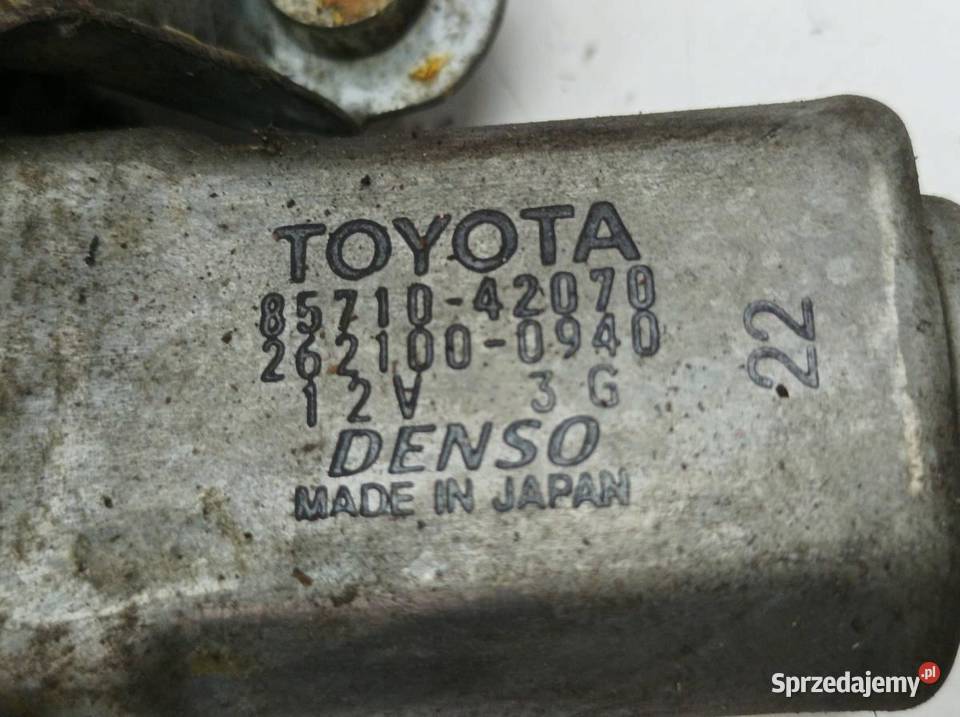 TOYOTA
85710-42070
262100-0940
12V 3G
DENSO
MADE IN JAPAN
22
Sprzedajemy.pl